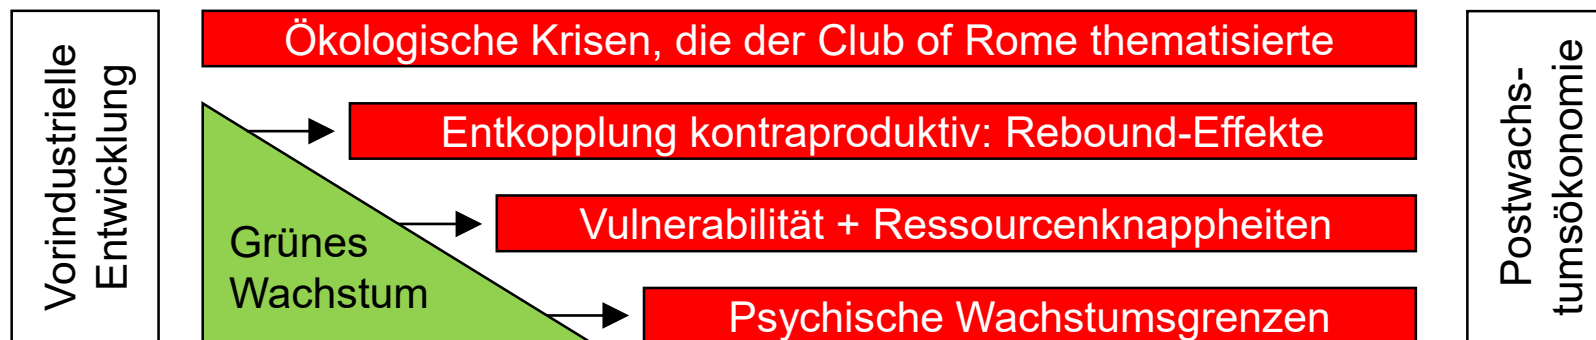 Vorindustrielle
Entwicklung
Ökologische Krisen, die der Club of Rome thematisierte
Entkopplung kontraproduktiv: Rebound-Effekte
Vulnerabilität + Ressourcenknappheiten
Grünes
Wachstum
Psychische Wachstumsgrenzen
Postwachs-
tumsökonomie